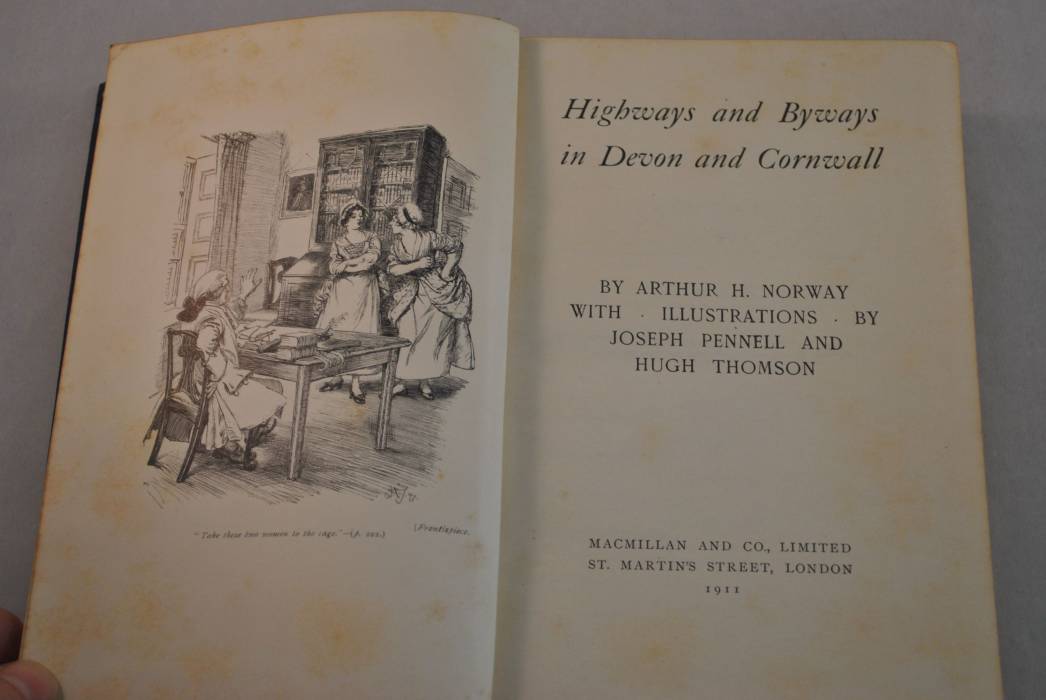 "Take these two women to the cage."—(p.
[Frontispiece.
Highways and Byways
in Devon and Cornwall
BY ARTHUR H. NORWAY
WITH · ILLUSTRATIONS · BY
JOSEPH PENNELL AND
HUGH THOMSON
MACMILLAN AND CO., LIMITED
ST. MARTIN'S STREET, LONDON
1911